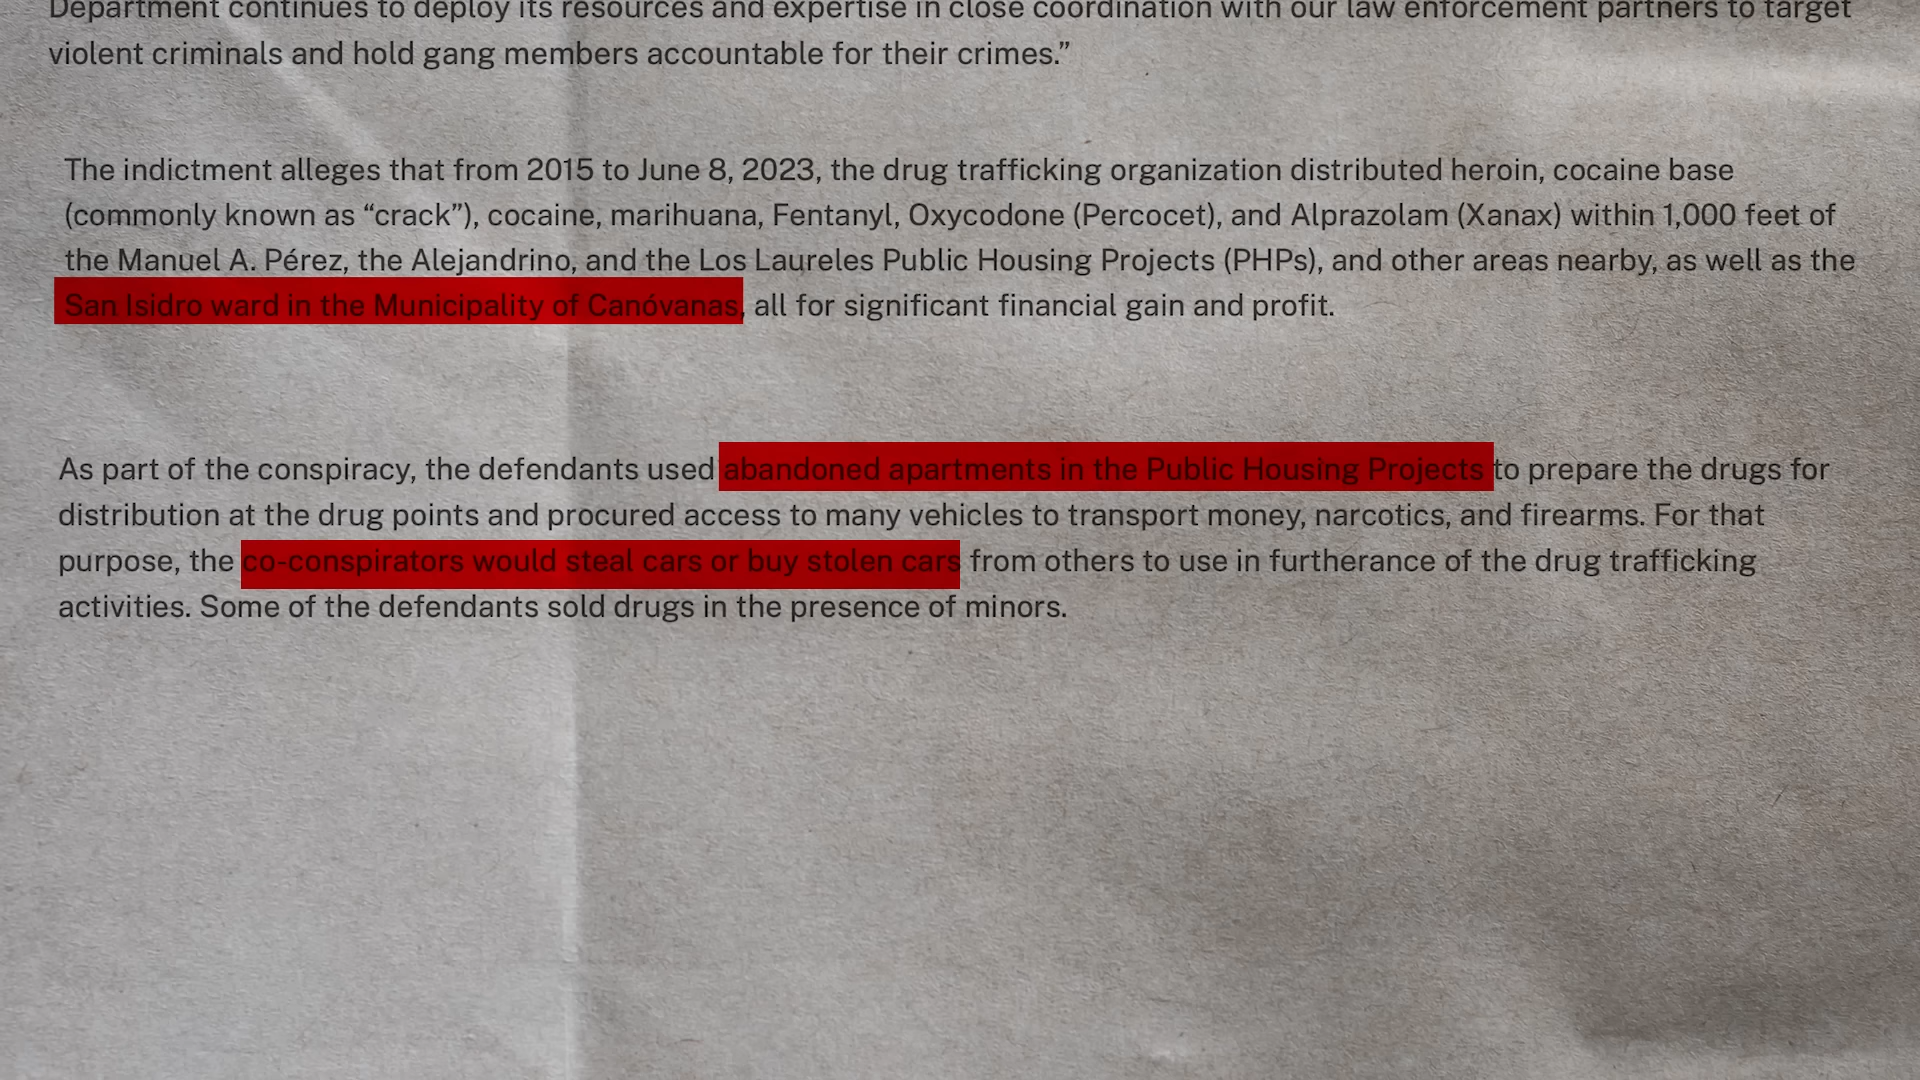 Department continues to deploy its resources and expertise in close coordination with our law enforcement partners to target
violent criminals and hold gang members accountable for their crimes.”
The indictment alleges that from 2015 to June 8, 2023, the drug trafficking organization distributed heroin, cocaine base
(commonly known as “crack”), cocaine, marihuana, Fentanyl, Oxycodone (Percocet), and Alprazolam (Xanax) within 1,000 feet of
the Manuel A. Pérez, the Alejandrino, and the Los Laureles Public Housing Projects (PHPs), and other areas nearby, as well as the
San Isidro ward in the Municipality of Canóvanas, all for significant financial gain and profit.
As part of the conspiracy, the defendants used abandoned apartments in the Public Housing Projects to prepare the drugs for
distribution at the drug points and procured access to many vehicles to transport money, narcotics, and firearms. For that
purpose, the co-conspirators would steal cars or buy stolen cars from others to use in furtherance of the drug trafficking
activities. Some of the defendants sold drugs in the presence of minors.